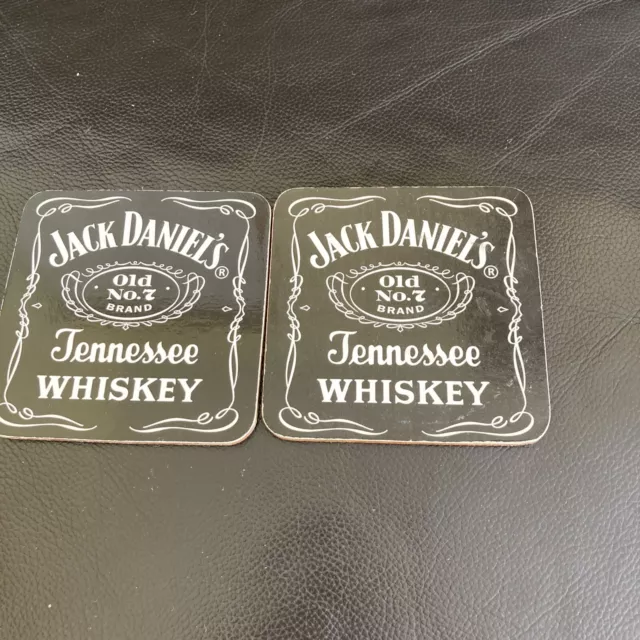 JACK DANIEL'S ®
Old
No.7
BRAND
Tennessee
WHISKEY
JACK DANIEL'S ®
Old
No.7
BRAND
Tennessee
WHISKEY